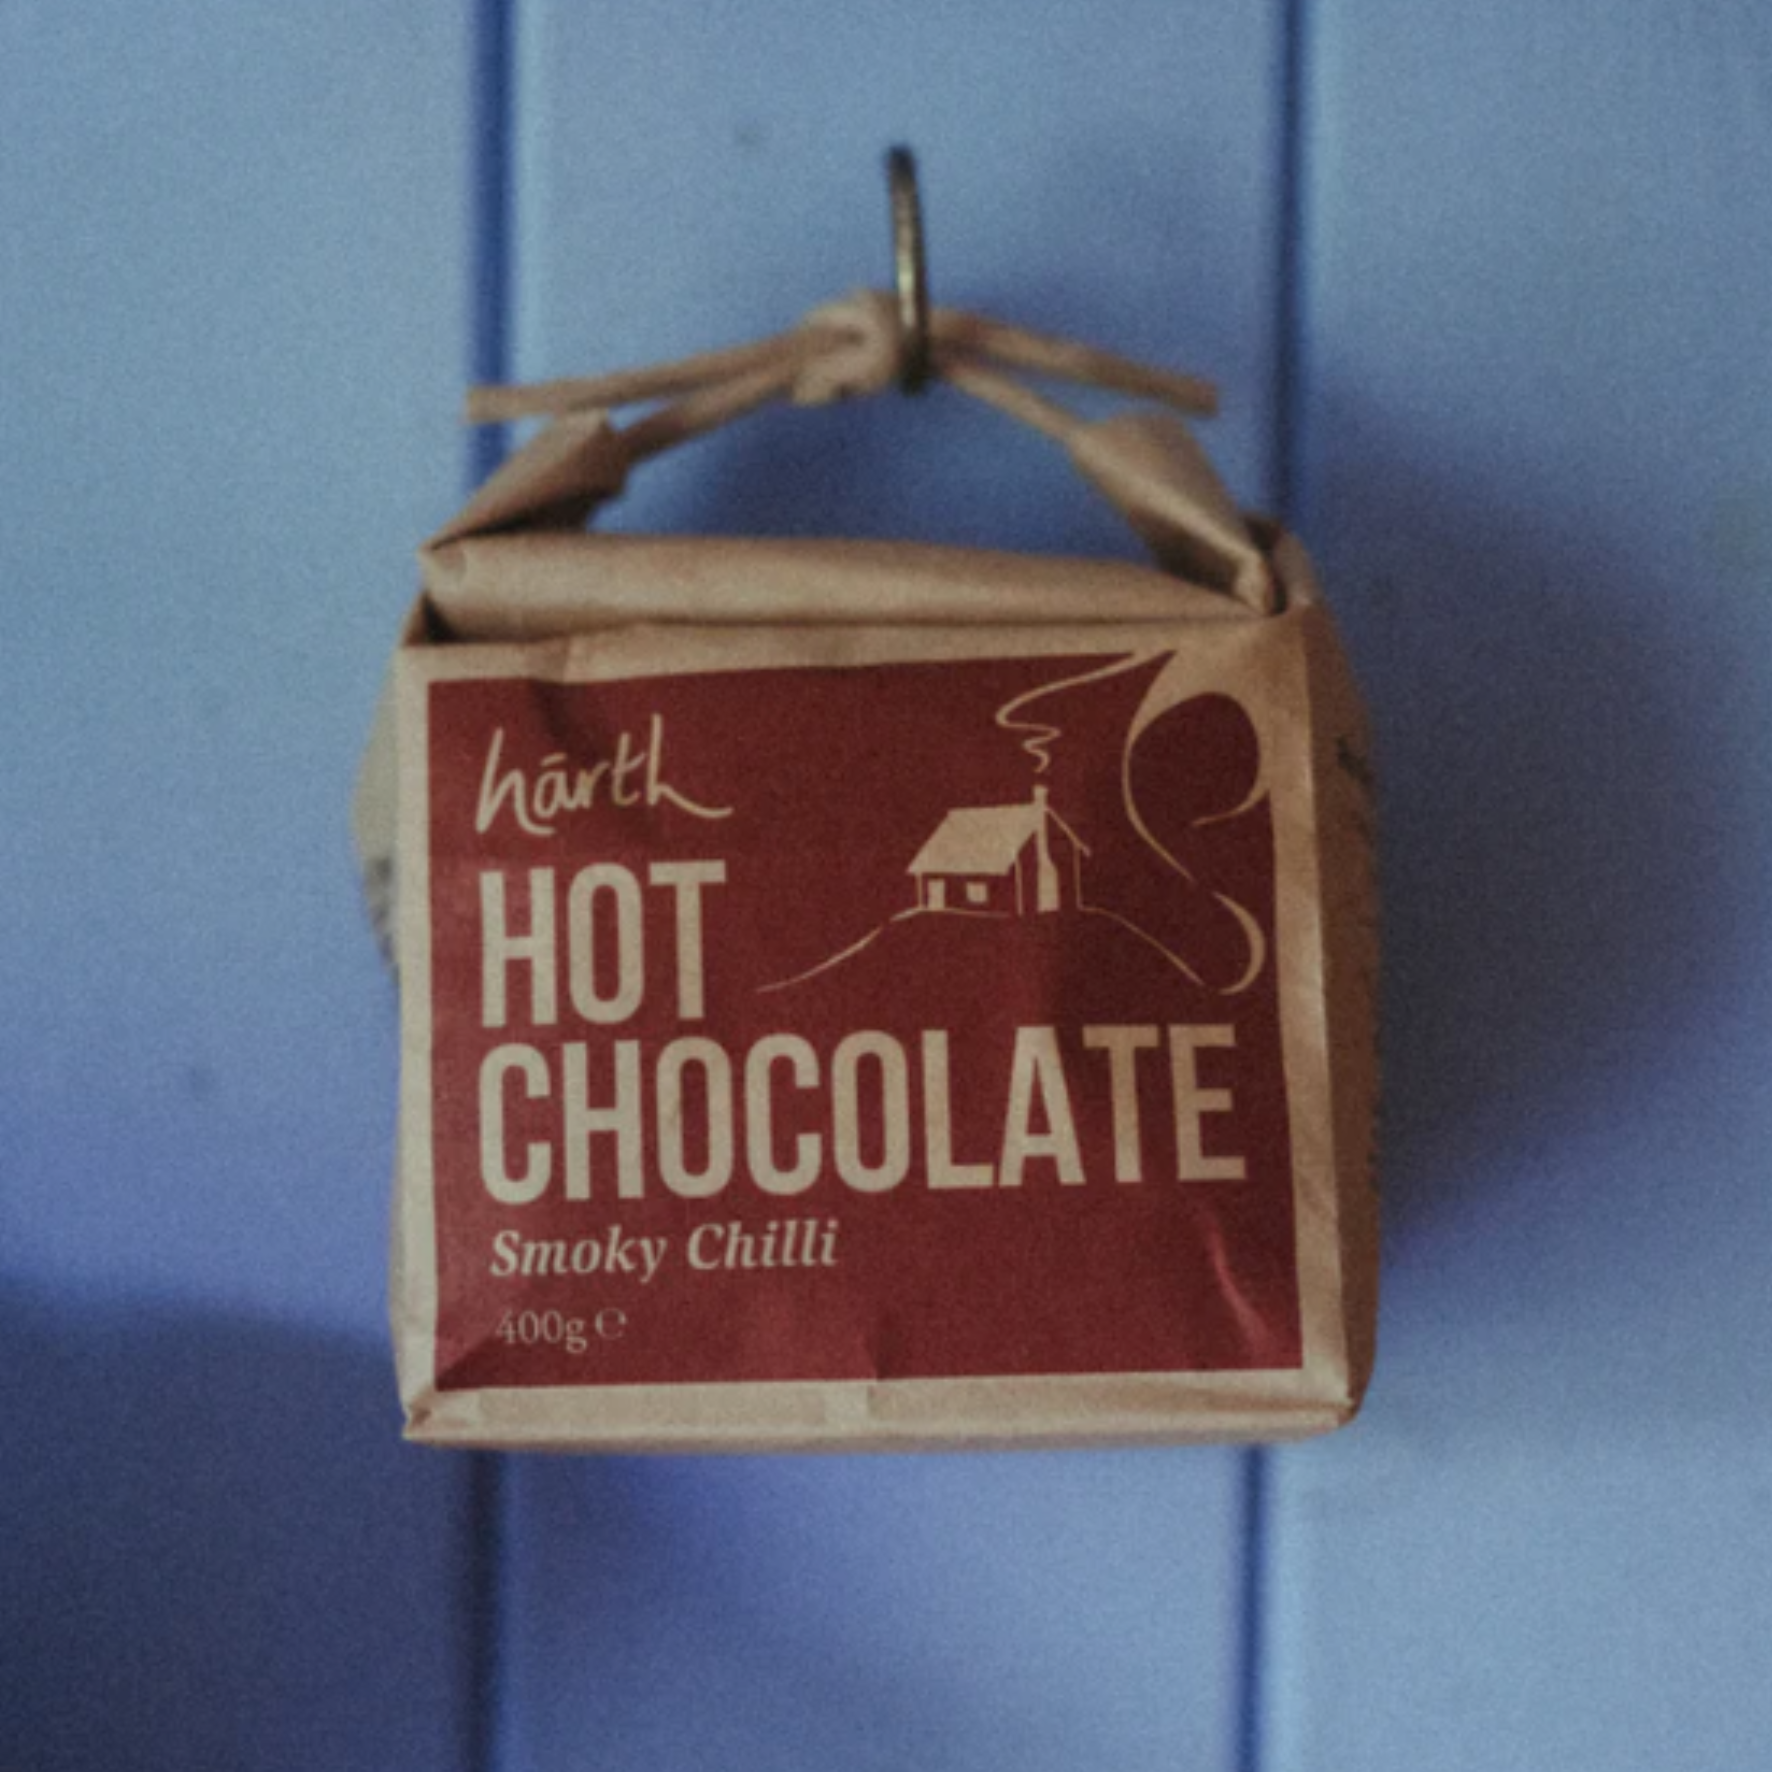 hārth
HOT
CHOCOLATE
Smoky Chilli
400g ℮